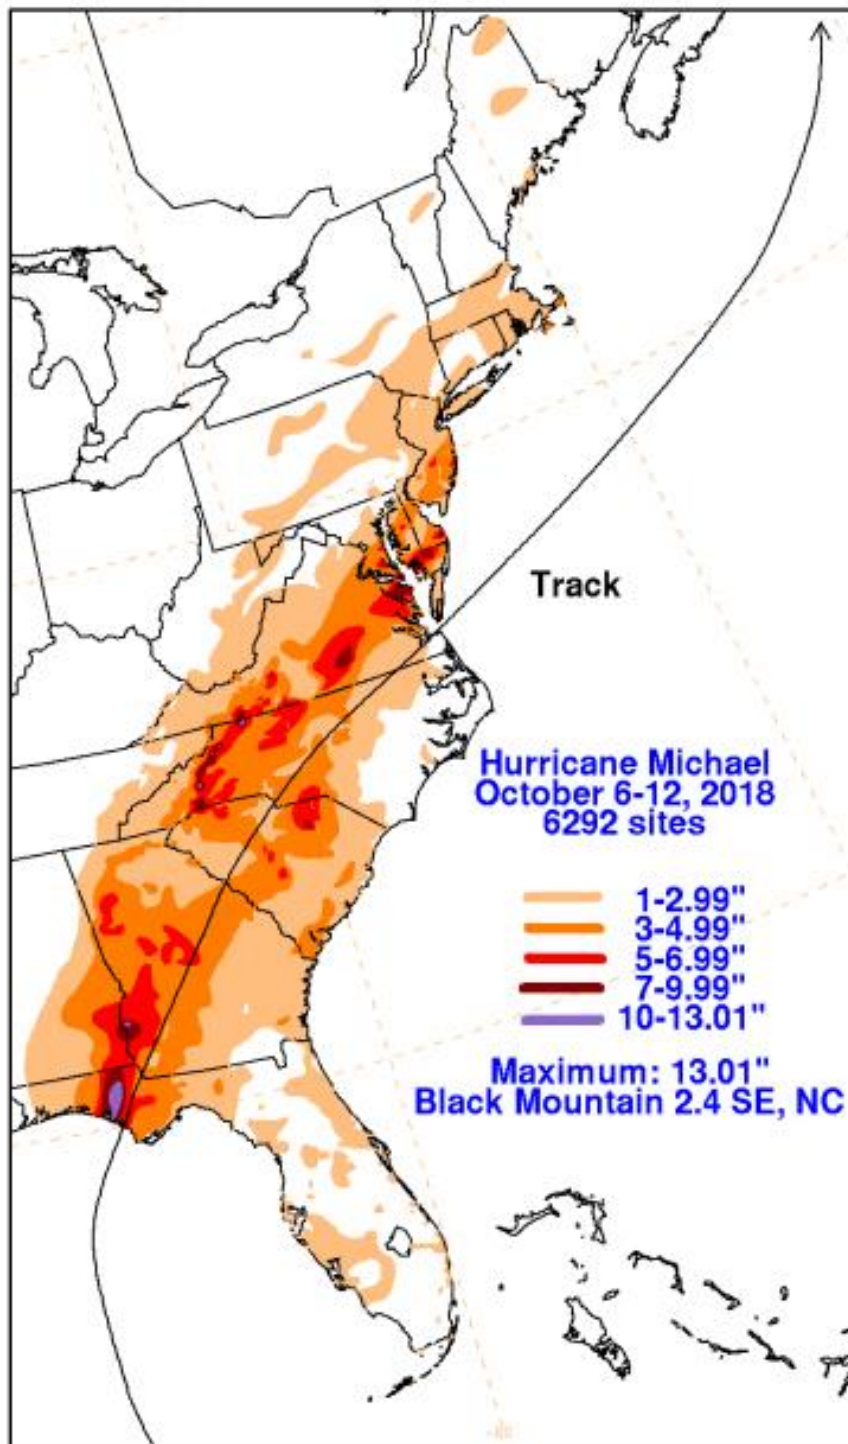 Track
Hurricane Michael
October 6-12, 2018
6292 sites
1-2.99"
3-4.99"
5-6.99"
7-9.99"
10-13.01"
Maximum: 13.01"
Black Mountain 2.4 SE, NC